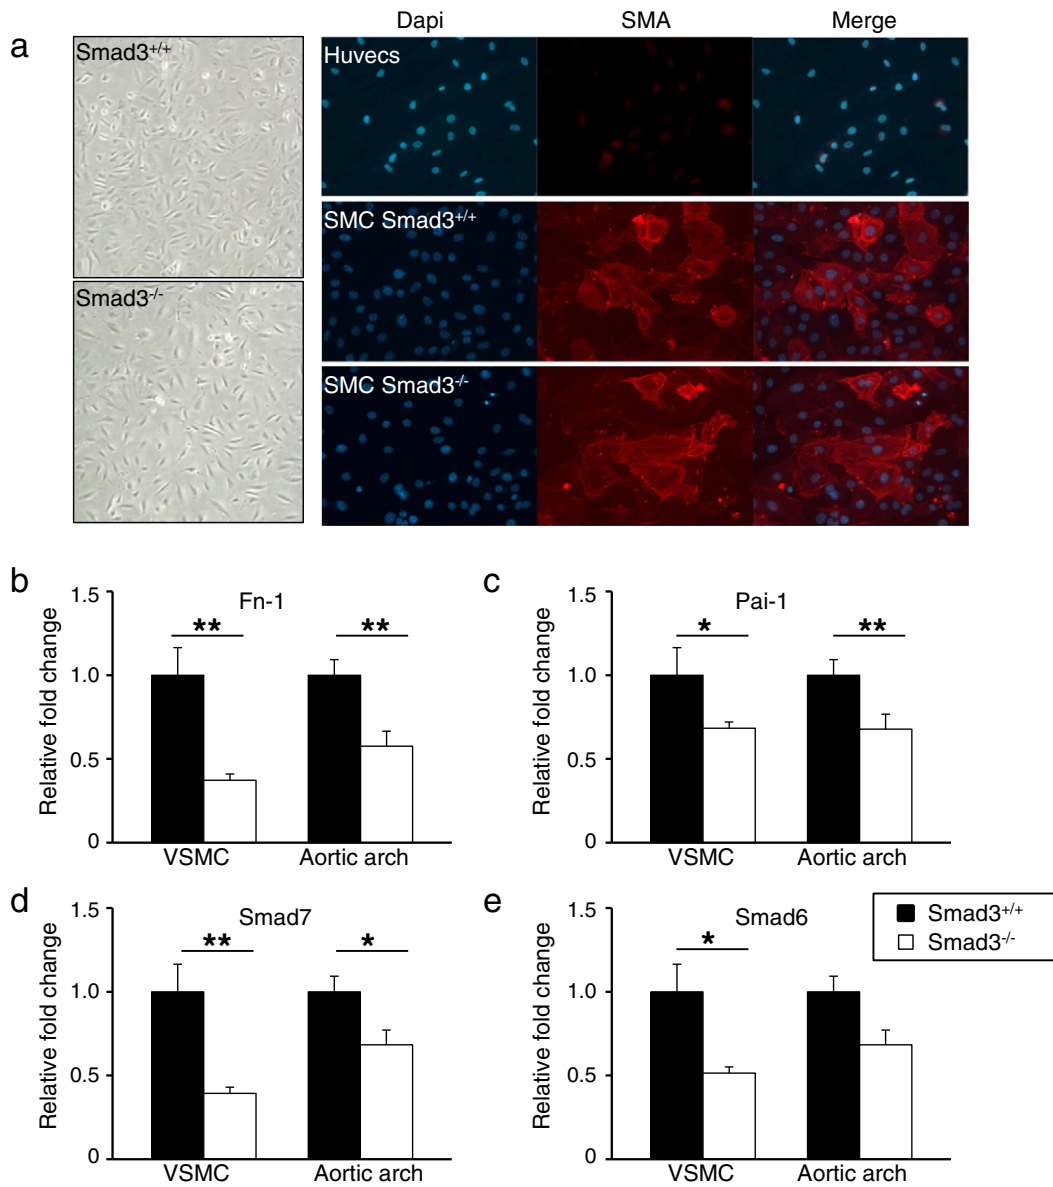 Dapi SMA Merge
a
Smad3+/+
Huvecs
SMC Smad3+/+
Smad3-/-
SMC Smad3-/-
b
Fn-1
Relative fold change
1.5
1.0
0.5
0
**
**
VSMC Aortic arch
c
Pai-1
Relative fold change
1.5
1.0
0.5
0
*
**
VSMC Aortic arch
d
Smad7
Relative fold change
1.5
1.0
0.5
0
**
*
VSMC Aortic arch
e
Smad6
Relative fold change
1.5
1.0
0.5
0
*
VSMC Aortic arch
Smad3+/+
Smad3-/-